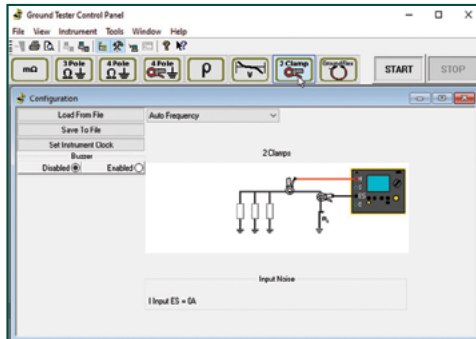 Ground Tester Control Panel
File View Instrument Tools Window Help
mΩ 3 Pole Ω 4 Pole Ω 4 Pole ρ V 2 Clamp GroundFlex START STOP
Configuration
Load From File Auto Frequency
Save To File
Set Instrument Clock
Buzzer
Disabled Enabled
2 Clamps
Input Noise
I Input ES = 0A